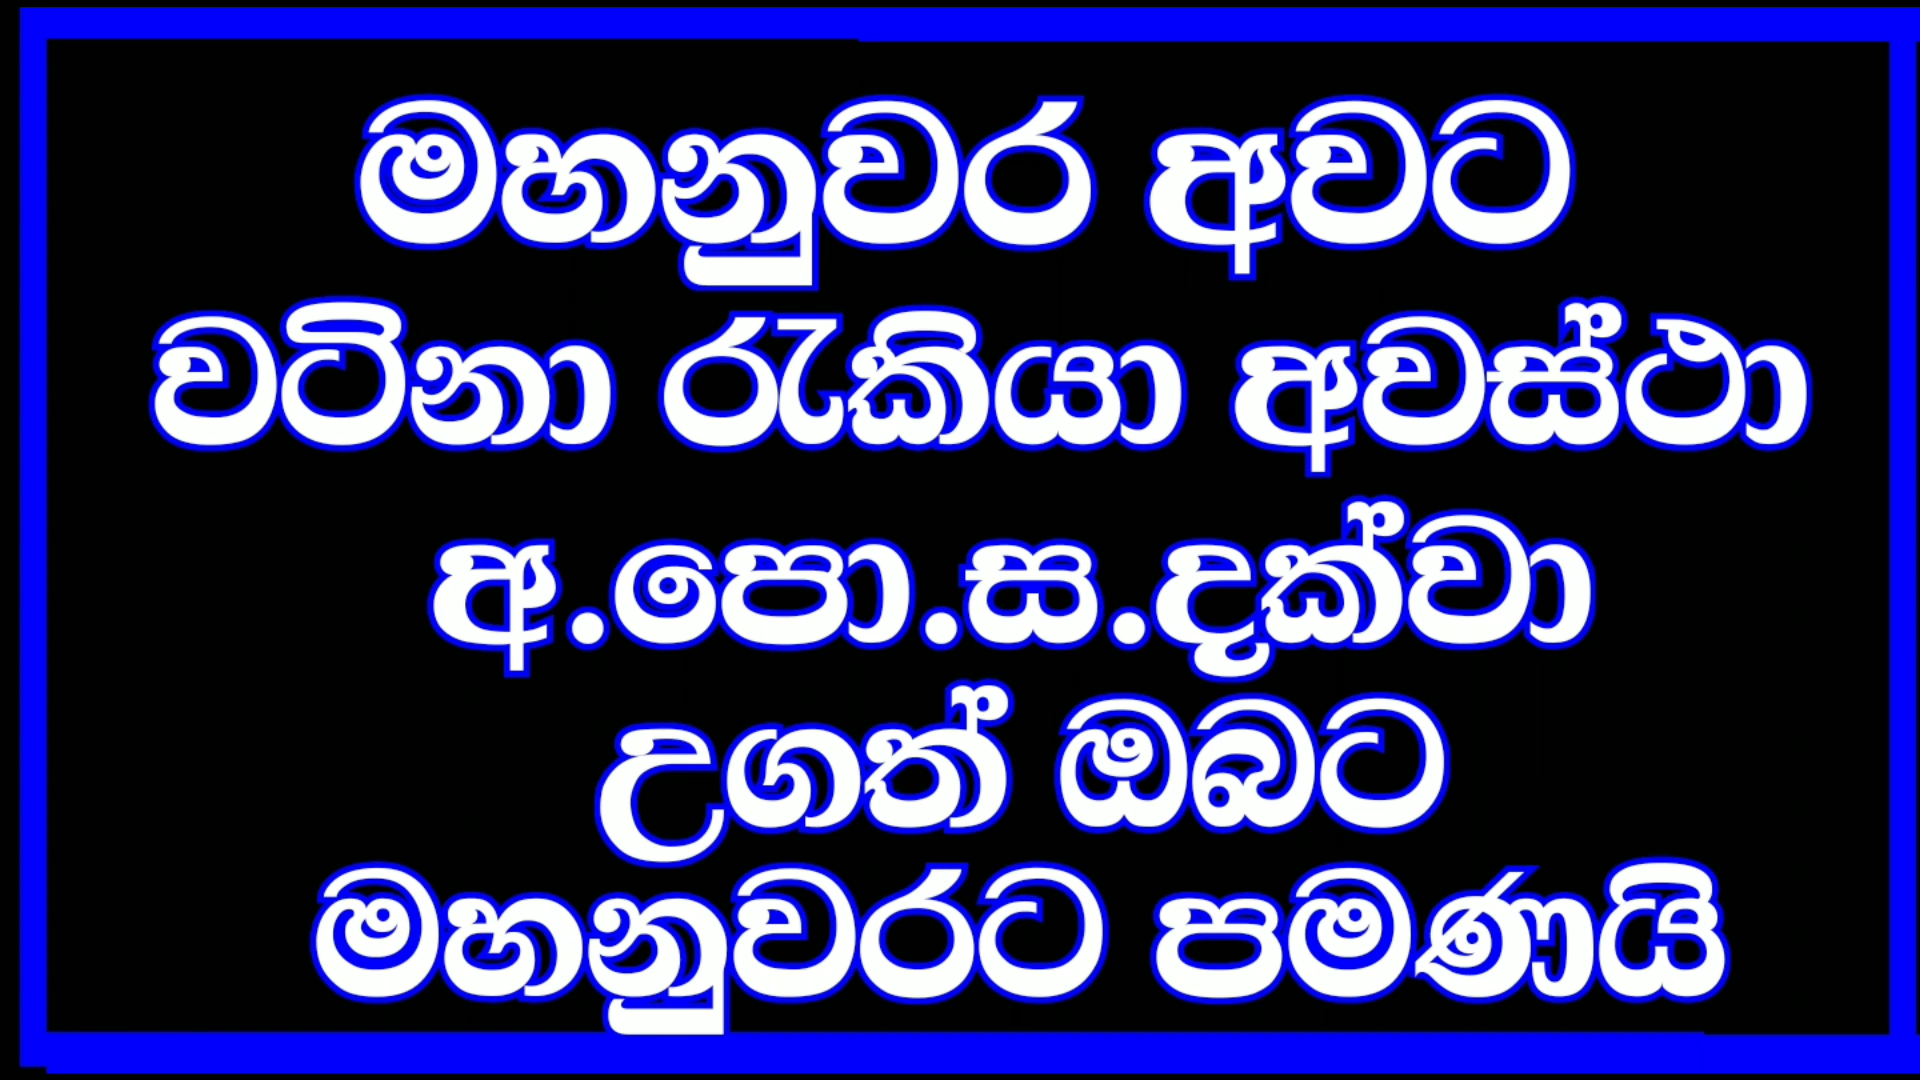 මහනුවර අවට
වටිනා රැකියා අවස්ථා
අ.පො.ස.දක්වා
උගත් ඔබට
මහනුවරට පමණයි